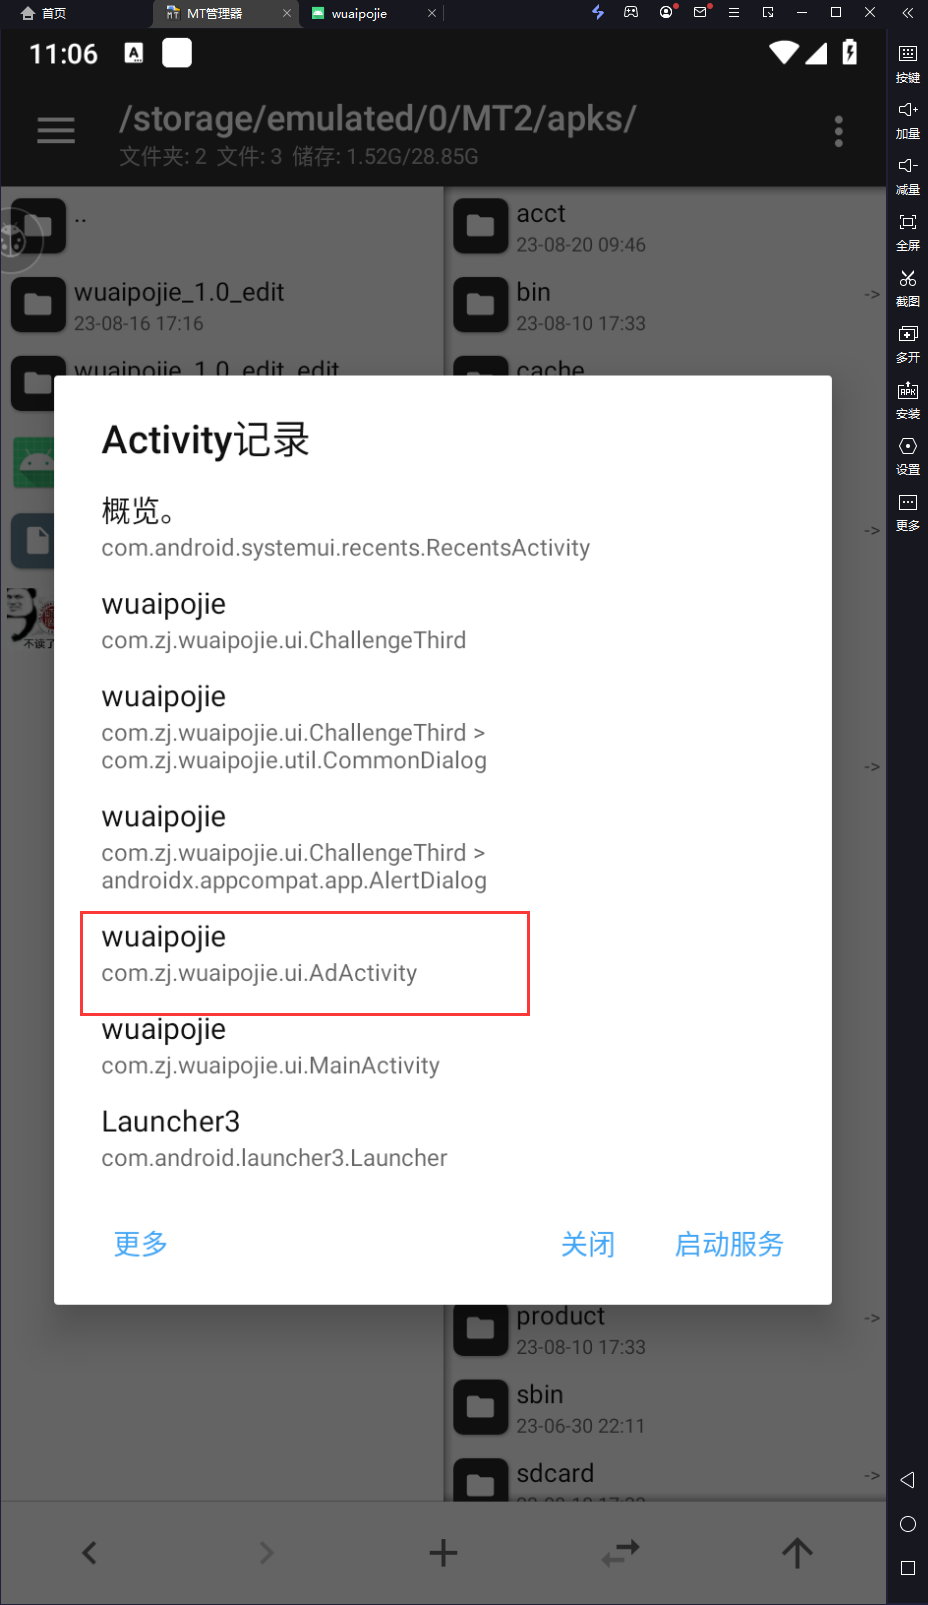 首页
MT管理器
wuaipojie
11:06
A
/storage/emulated/0/MT2/apks/
文件夹: 2 文件: 3 储存: 1.52G/28.85G
..
wuaipojie_1.0_edit
23-08-16 17:16
wuaipojie_1.0_edit_edit
不读了
acct
23-08-20 09:46
bin
->
23-08-10 17:33
cache
->
->
Activity记录
概览。
com.android.systemui.recents.RecentsActivity
wuaipojie
com.zj.wuaipojie.ui.ChallengeThird
wuaipojie
com.zj.wuaipojie.ui.ChallengeThird >
com.zj.wuaipojie.util.CommonDialog
wuaipojie
com.zj.wuaipojie.ui.ChallengeThird >
androidx.appcompat.app.AlertDialog
wuaipojie
com.zj.wuaipojie.ui.AdActivity
wuaipojie
com.zj.wuaipojie.ui.MainActivity
Launcher3
com.android.launcher3.Launcher
更多
关闭
启动服务
product
->
23-08-10 17:33
sbin
23-06-30 22:11
sdcard
->
按键
加量
减量
全屏
截图
多开
APK
安装
设置
更多